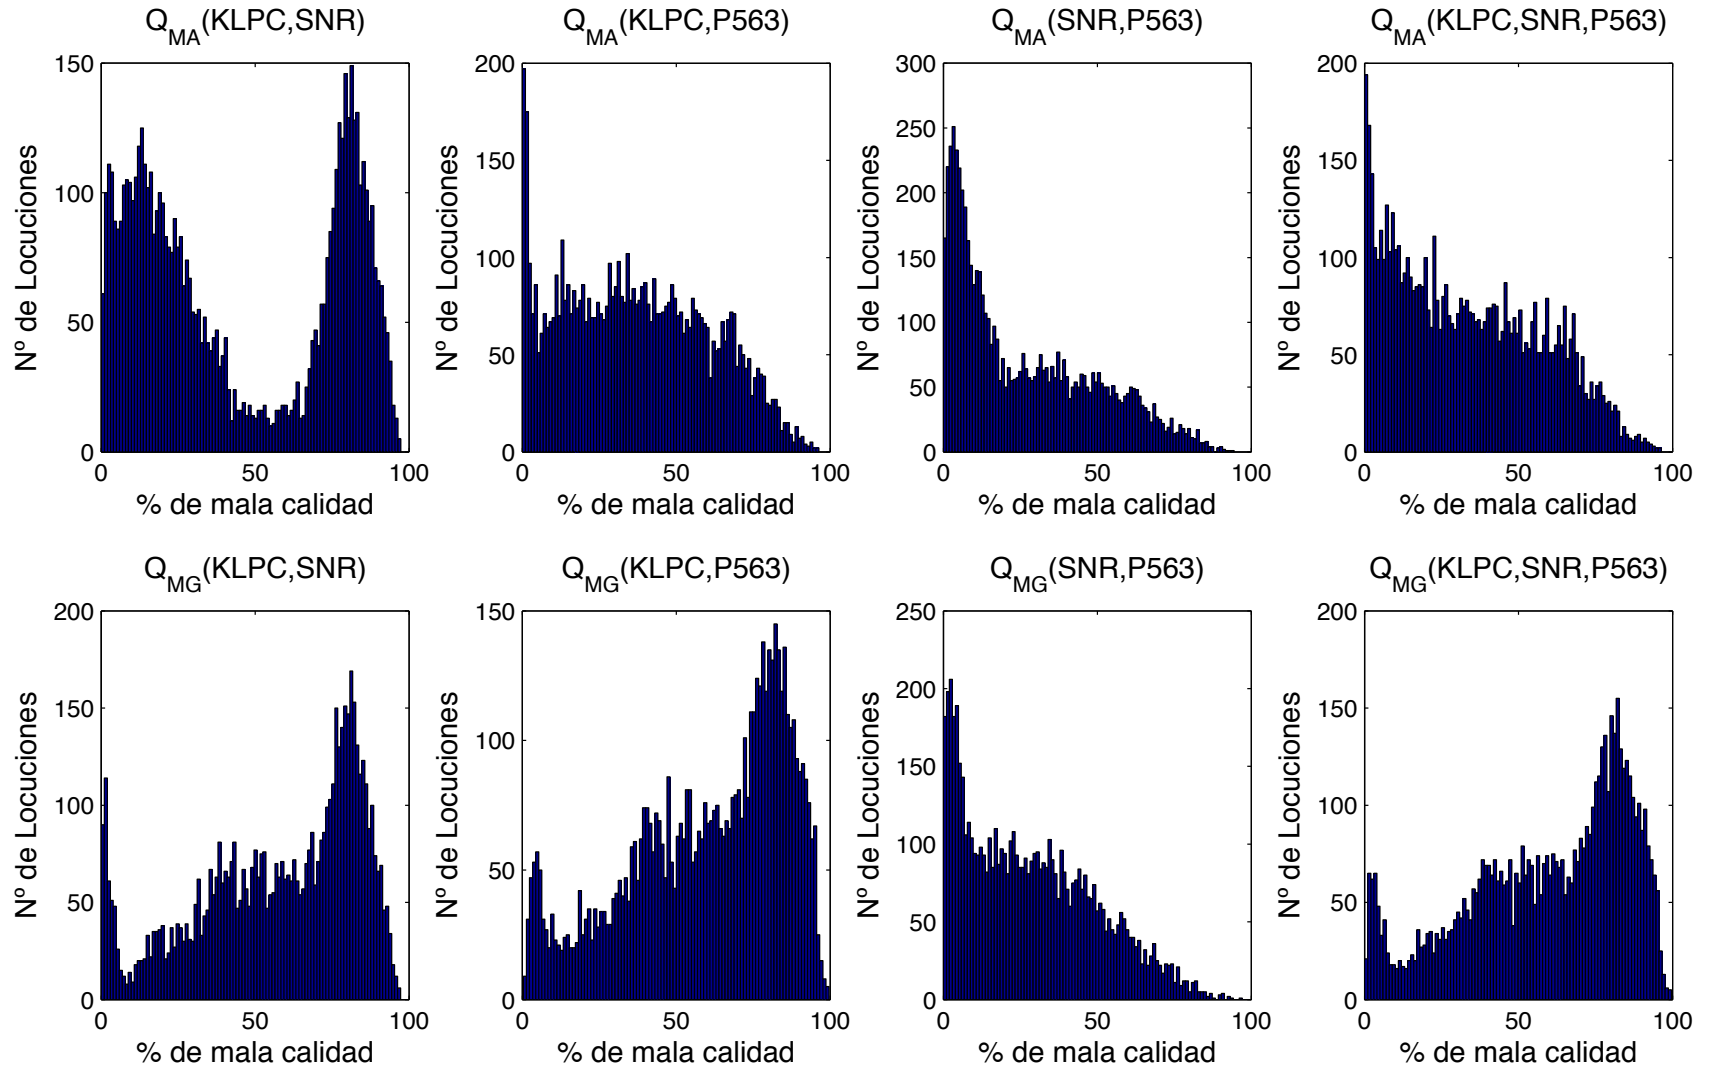 Q_MA(KLPC,SNR) Q_MA(KLPC,P563) Q_MA(SNR,P563) Q_MA(KLPC,SNR,P563)
150 200 300 200
250
150 150
100 200
Nº de Locuciones Nº de Locuciones Nº de Locuciones Nº de Locuciones
100 150 100
50 100
50 50
50
0 0 0 0
0 50 100 0 50 100 0 50 100 0 50 100
% de mala calidad % de mala calidad % de mala calidad % de mala calidad
Q_MG(KLPC,SNR) Q_MG(KLPC,P563) Q_MG(SNR,P563) Q_MG(KLPC,SNR,P563)
200 150 250 200
200
150 150
100 150
Nº de Locuciones Nº de Locuciones Nº de Locuciones Nº de Locuciones
100 100 100
50 50
50 50
0 0 0 0
0 50 100 0 50 100 0 50 100 0 50 100
% de mala calidad % de mala calidad % de mala calidad % de mala calidad